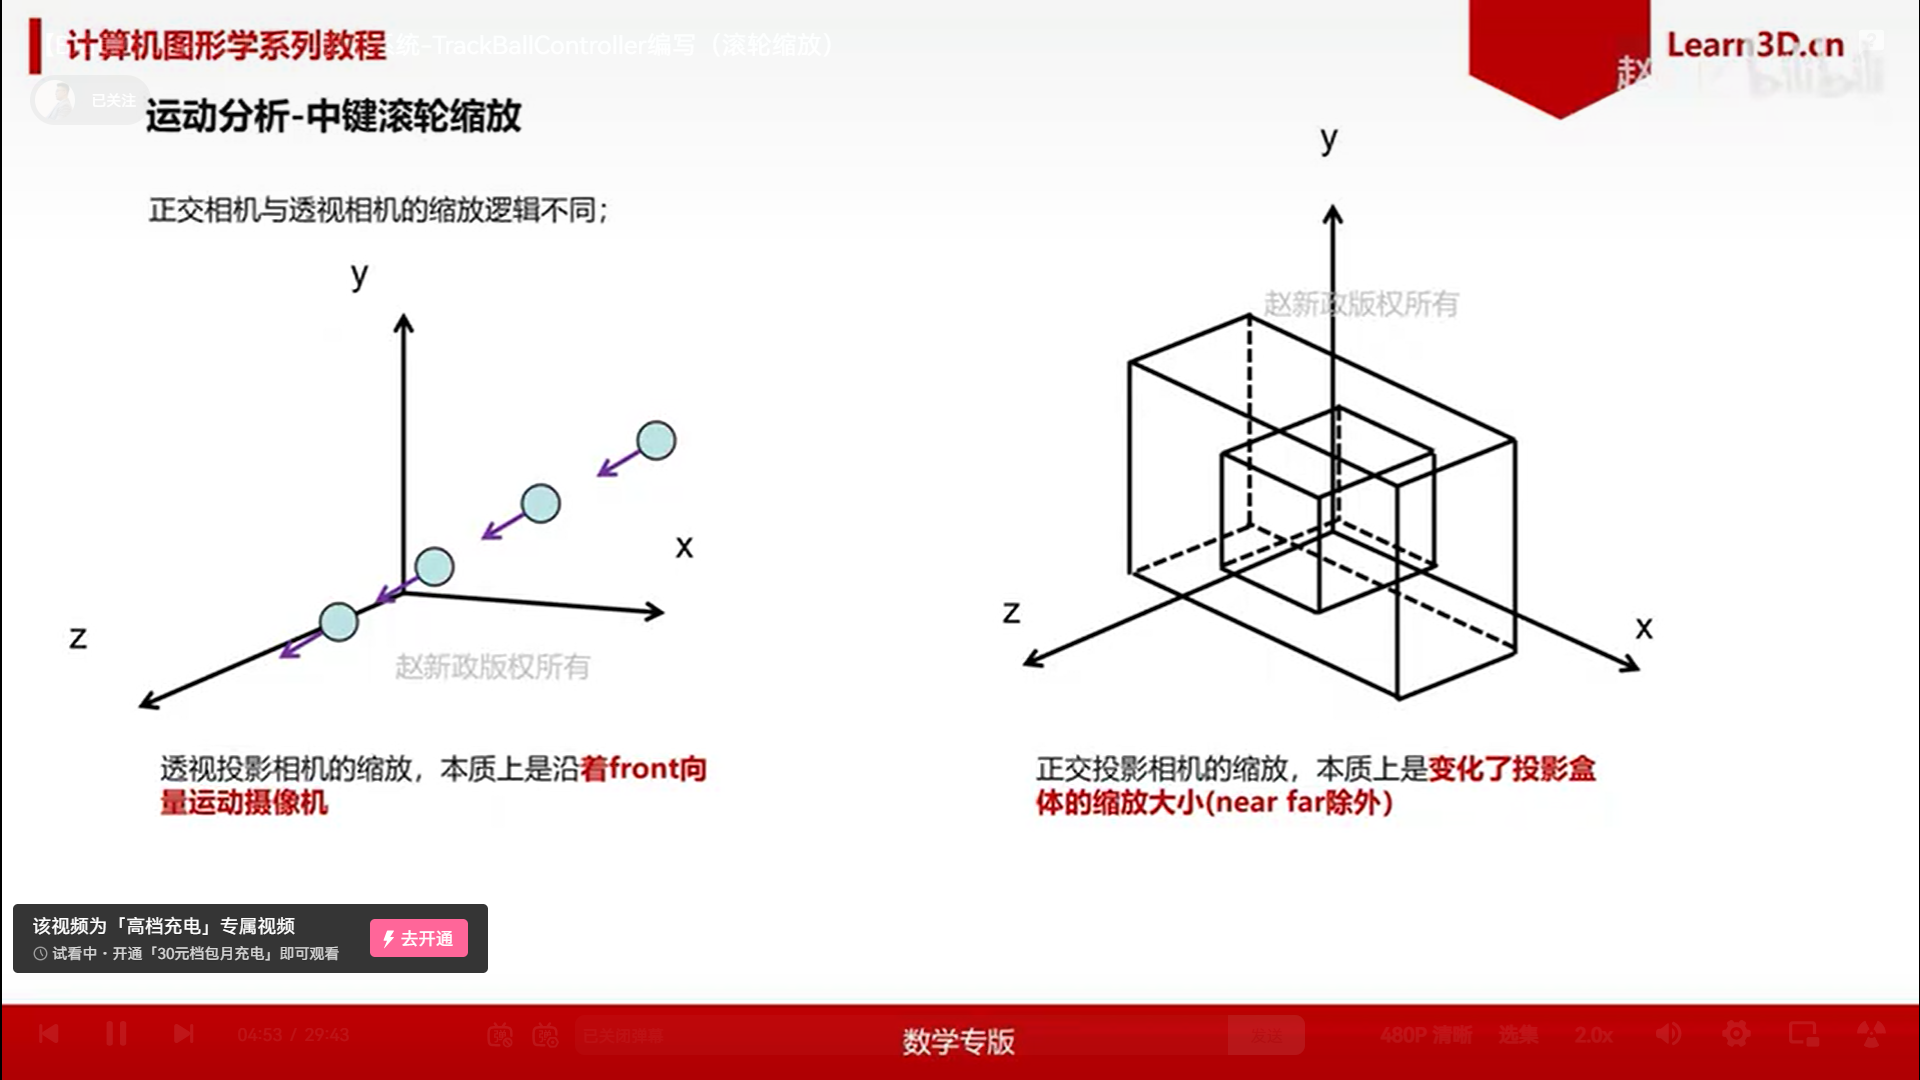 计算机图形学系列教程
统-TrackBallController编写（滚轮缩放）
Learn3D.cn
赵
bilibili
已关注
运动分析-中键滚轮缩放
正交相机与透视相机的缩放逻辑不同；
y
x
z
赵新政版权所有
y
赵新政版权所有
z
x
透视投影相机的缩放，本质上是沿着front向
量运动摄像机
正交投影相机的缩放，本质上是变化了投影盒
体的缩放大小(near far除外)
该视频为「高档充电」专属视频
试看中·开通「30元档包月充电」即可观看
去开通
04:53 / 29:43
已关闭弹幕
发送
数学专版
480P 清晰
选集
2.0x